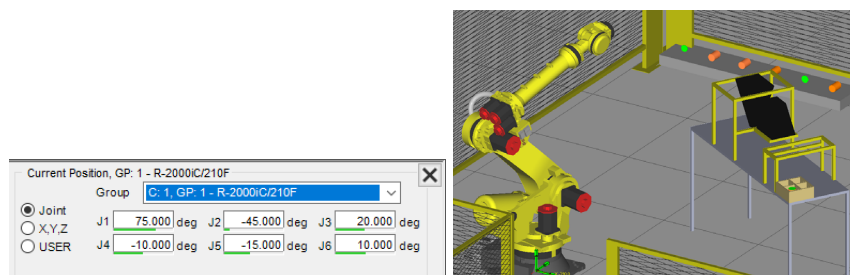 Current Position, GP: 1 - R-2000iC/210F
Group C: 1, GP: 1 - R-2000iC/210F
Joint
J1 75.000 deg J2 -45.000 deg J3 20.000 deg
X,Y,Z
USER
J4 -10.000 deg J5 -15.000 deg J6 10.000 deg